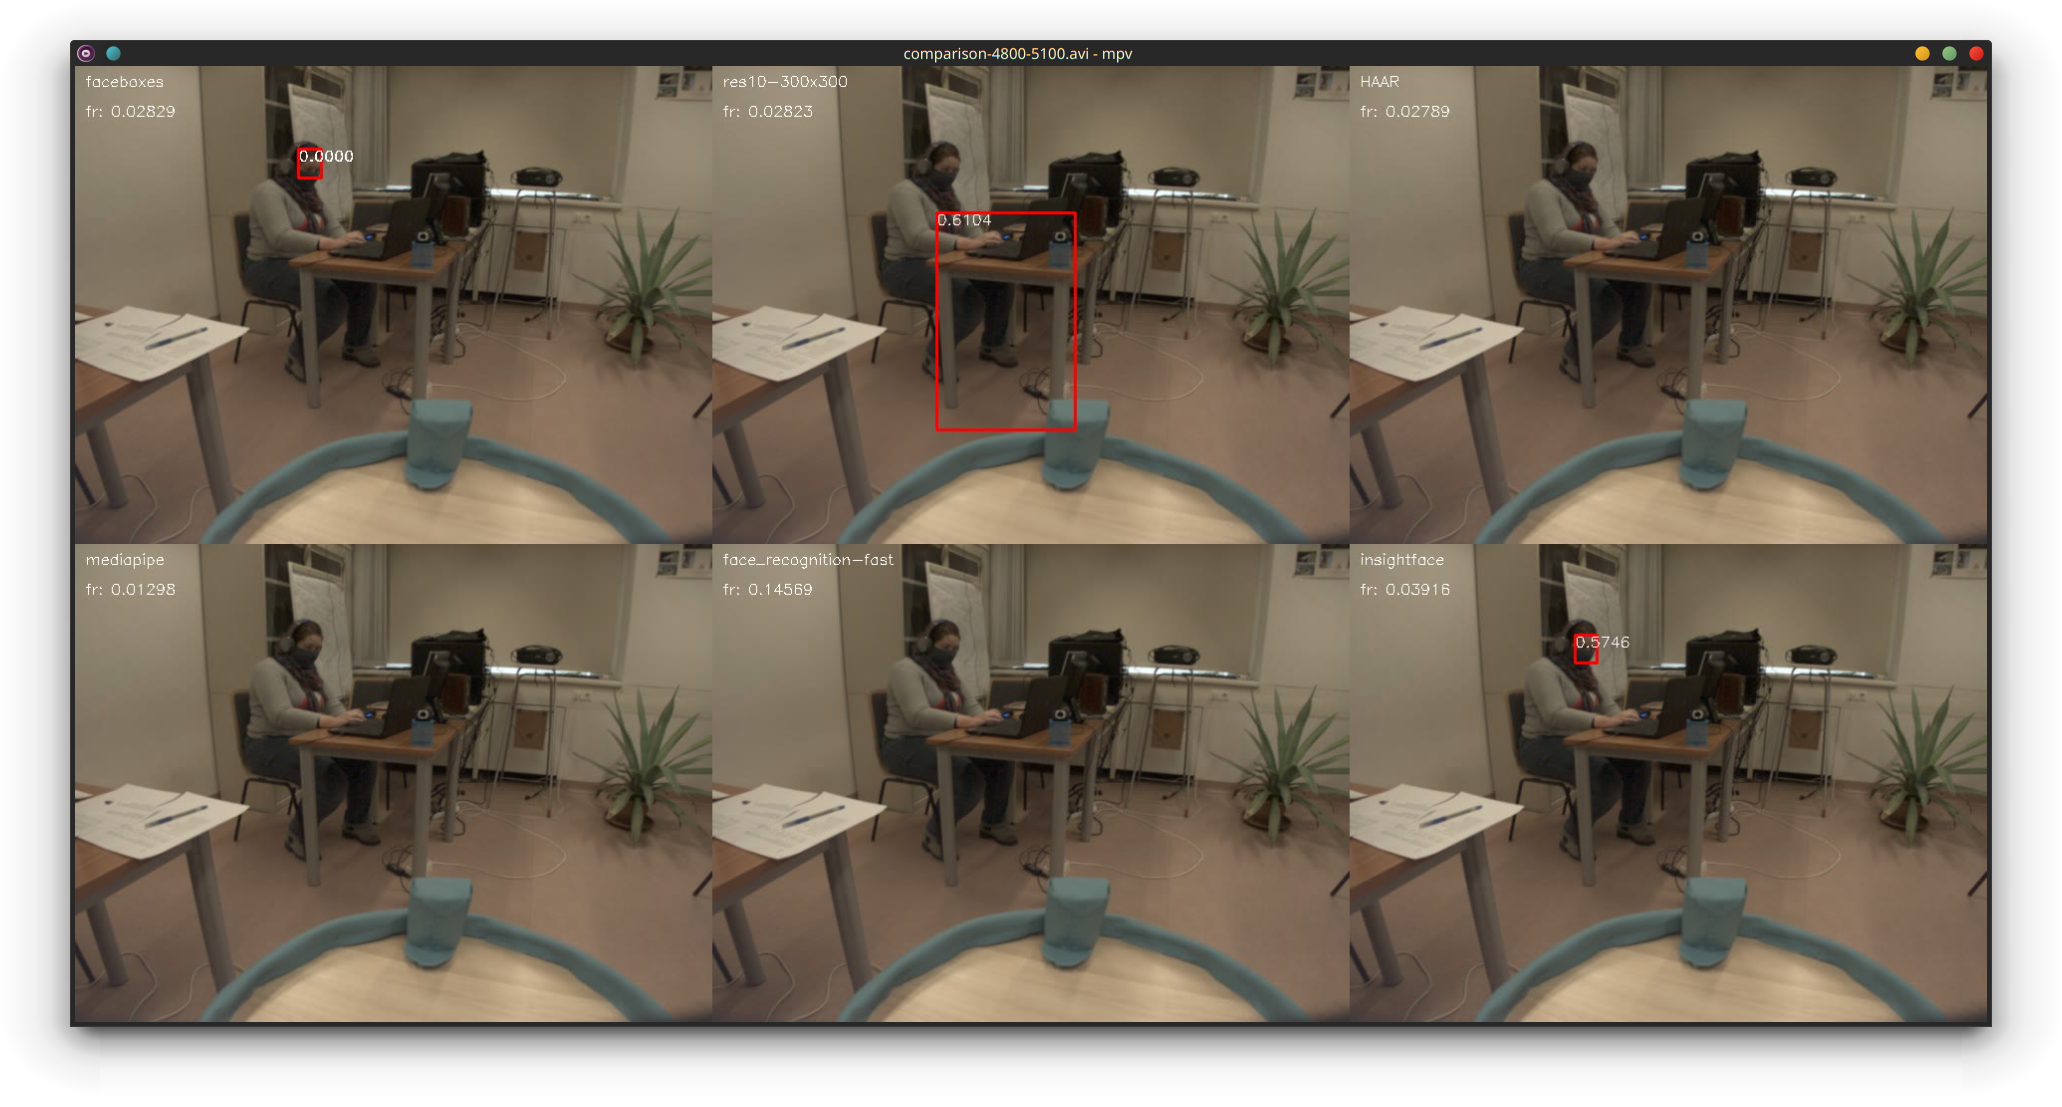 comparison-4800-5100.avi - mpv
faceboxes
fr: 0.02829
0.0000
res10-300x300
fr: 0.02823
0.6104
HAAR
fr: 0.02789
mediapipe
fr: 0.01298
face_recognition-fast
fr: 0.14569
insightface
fr: 0.03916
0.5746